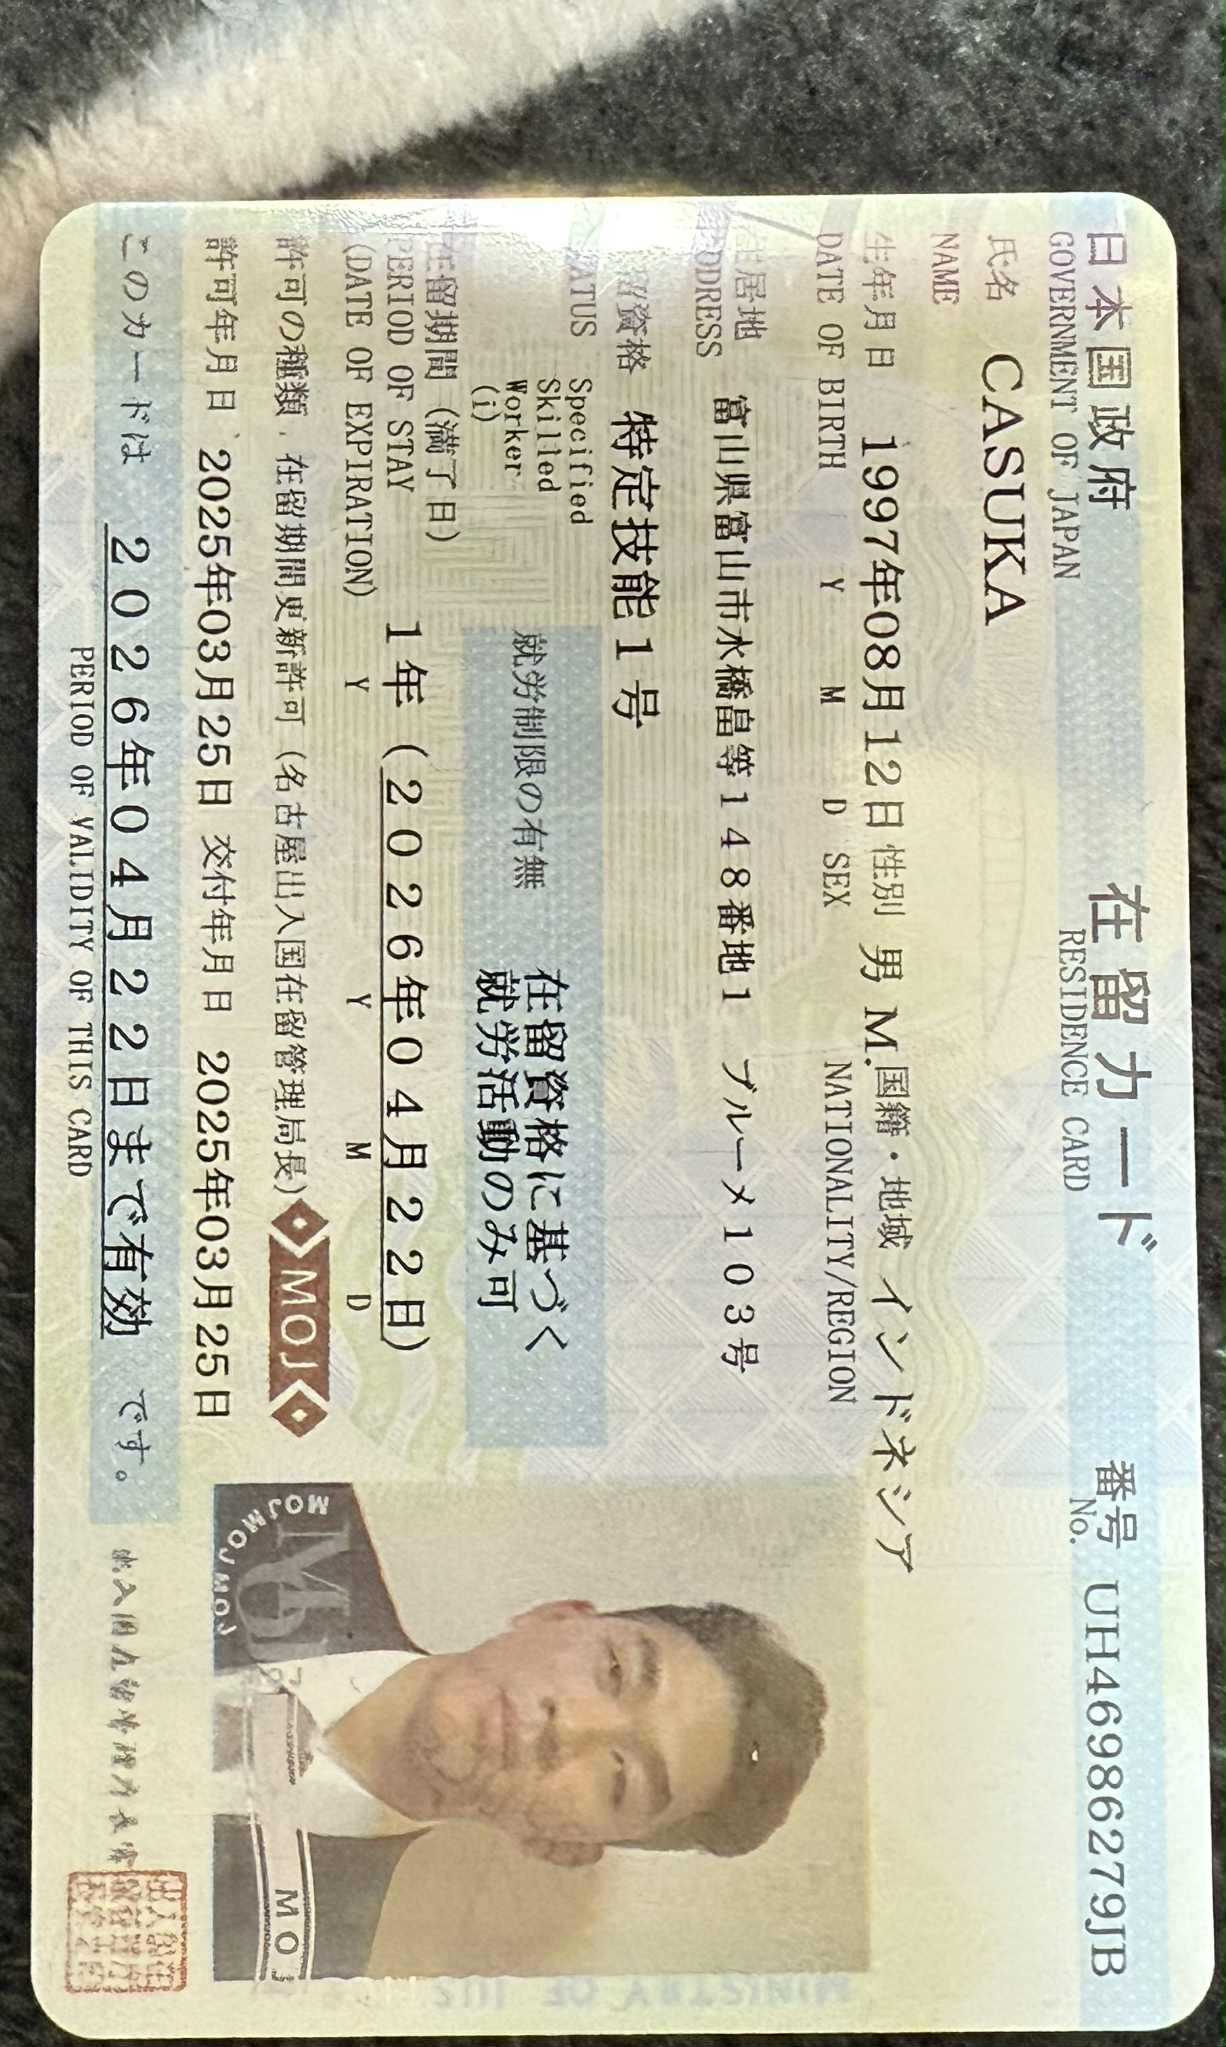 日本国政府 在留カード 番号 UH46986279JB
GOVERNMENT OF JAPAN RESIDENCE CARD No.
氏名 CASUKA
NAME
生年月日 1997年08月12日 性別 男 M. 国籍・地域 インドネシア
DATE OF BIRTH Y M D SEX NATIONALITY/REGION
住居地 富山県富山市水橋畠等148番地1 ブルーメ103号
ADDRESS
留資格 特定技能1号
STATUS Specified
Skilled
Worker
(i)
就労制限の有無 在留資格に基づく
就労活動のみ可
在留期間(満了日) 1年(2026年04月22日)
PERIOD OF STAY
(DATE OF EXPIRATION) Y Y M D
許可の種類 在留期間更新許可(名古屋出入国在留管理局長)
MOJ
許可年月日 2025年03月25日 交付年月日 2025年03月25日
このカードは 2026年04月22日まで有効 です。
PERIOD OF VALIDITY OF THIS CARD
MOJMOJMOJ
MOJ
MINISTRY OF JUS